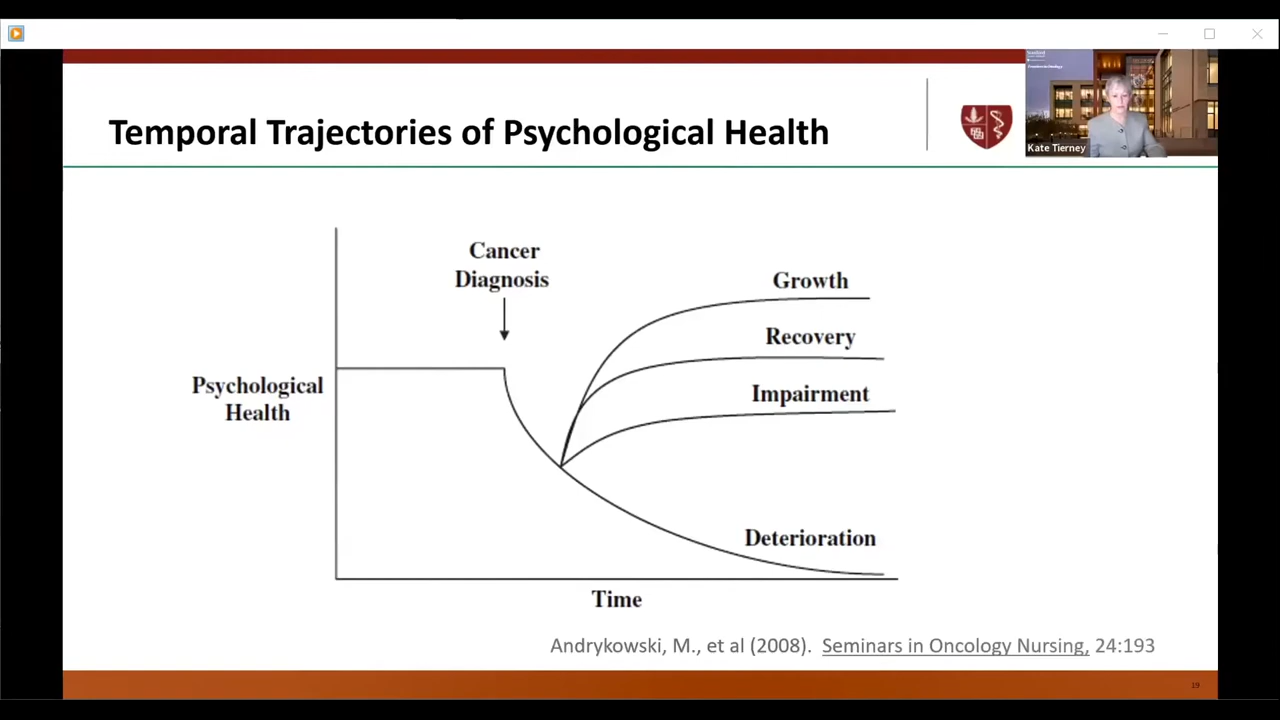 Temporal Trajectories of Psychological Health
Kate Tierney
Cancer
Diagnosis
Growth
Recovery
Impairment
Psychological
Health
Deterioration
Time
Andrykowski, M., et al (2008). Seminars in Oncology Nursing, 24:193
19